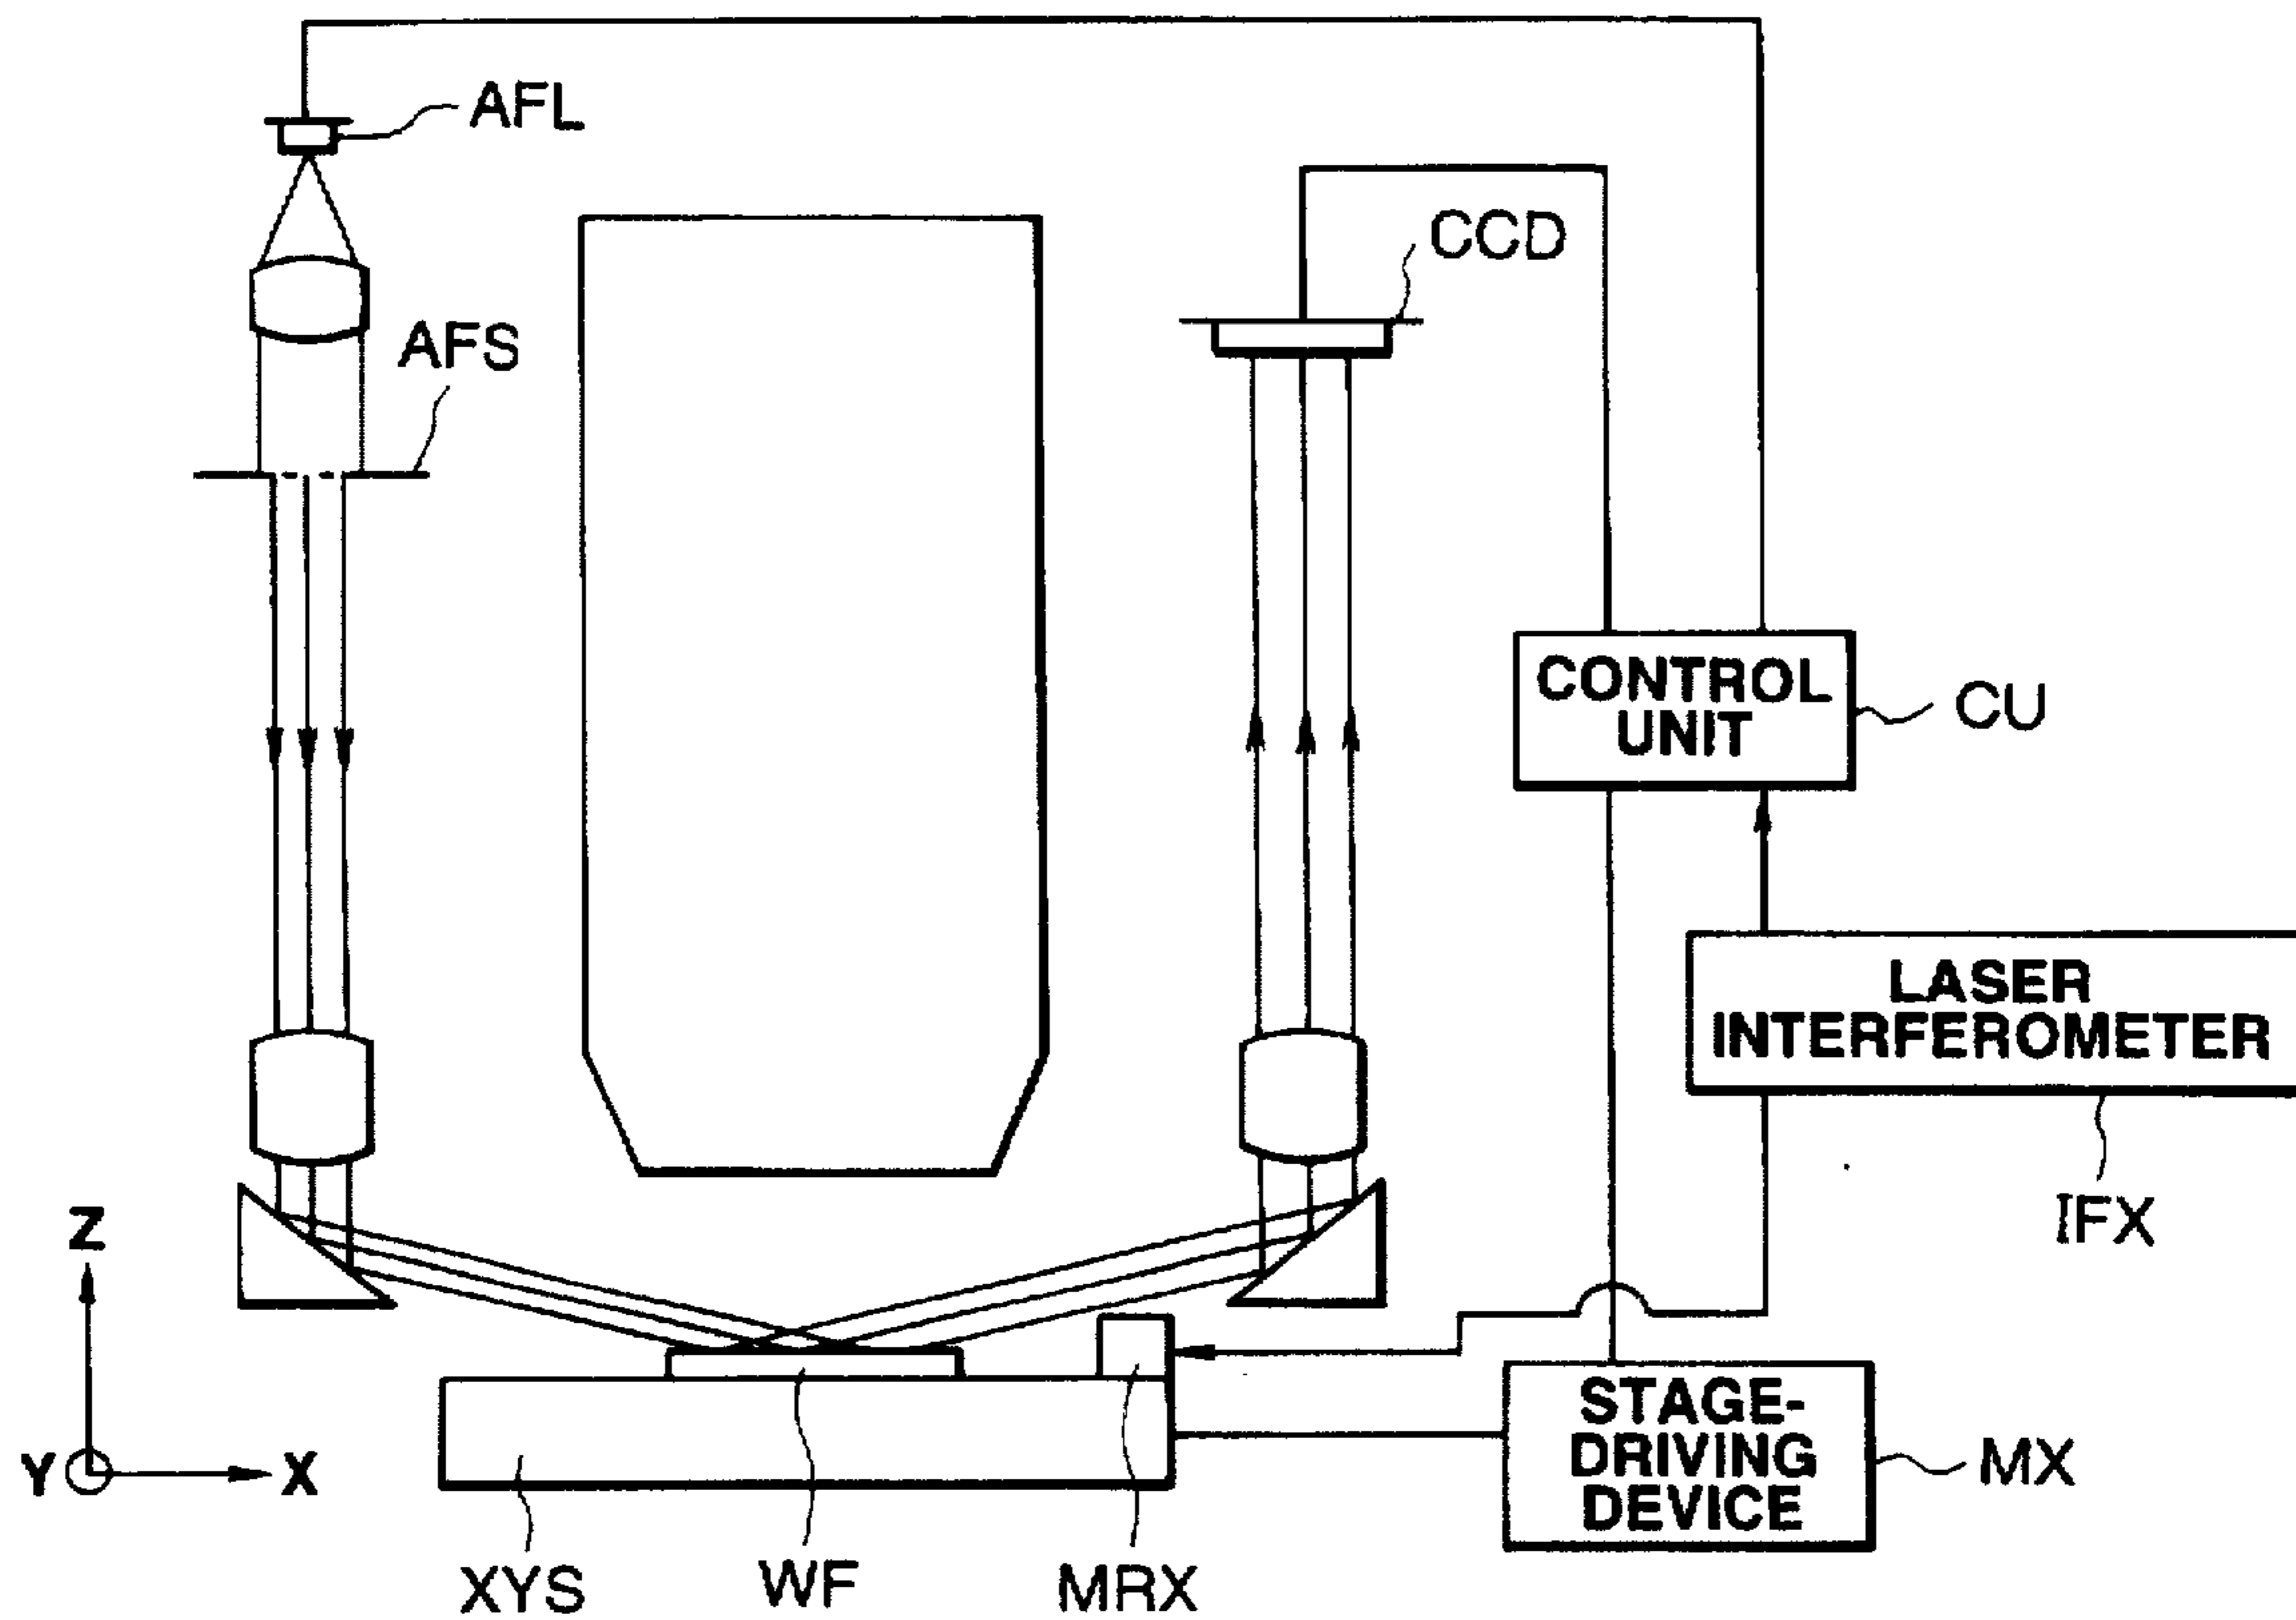 AFL
CCD
AFS
CONTROL
UNIT
CU
LASER
INTERFEROMETER
IFX
Z
Y
X
STAGE-
DRIVING
DEVICE
MX
XYS
WF
MRX